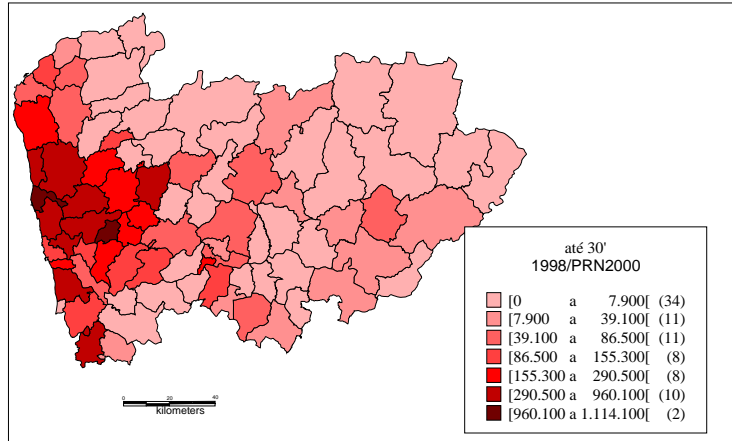 até 30'
1998/PRN2000
[0 a 7.900[ (34)
[7.900 a 39.100[ (11)
[39.100 a 86.500[ (11)
[86.500 a 155.300[ (8)
[155.300 a 290.500[ (8)
[290.500 a 960.100[ (10)
[960.100 a 1.114.100[ (2)
0 20 40
kilometers